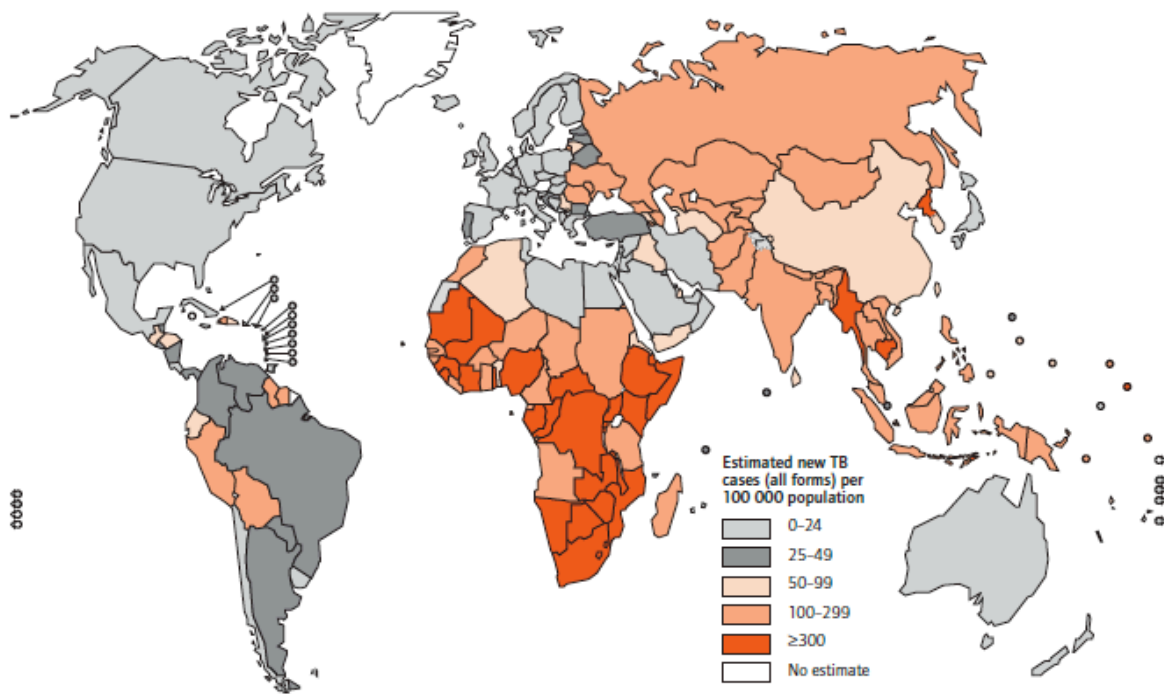 Estimated new TB
cases (all forms) per
100 000 population
0–24
25–49
50–99
100–299
≥300
No estimate